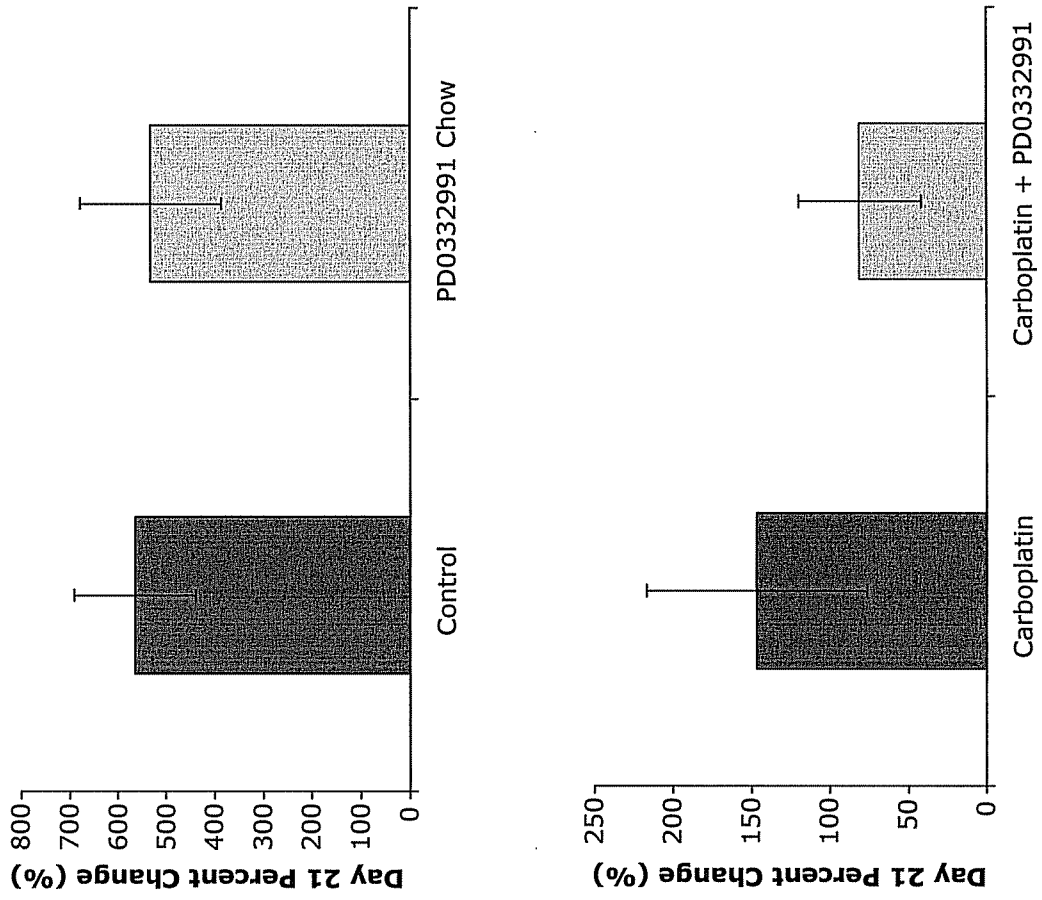 Day 21 Percent Change (%)
800
700
600
500
400
300
200
100
0
Control
PD0332991 Chow
Day 21 Percent Change (%)
250
200
150
100
50
0
Carboplatin
Carboplatin + PD0332991